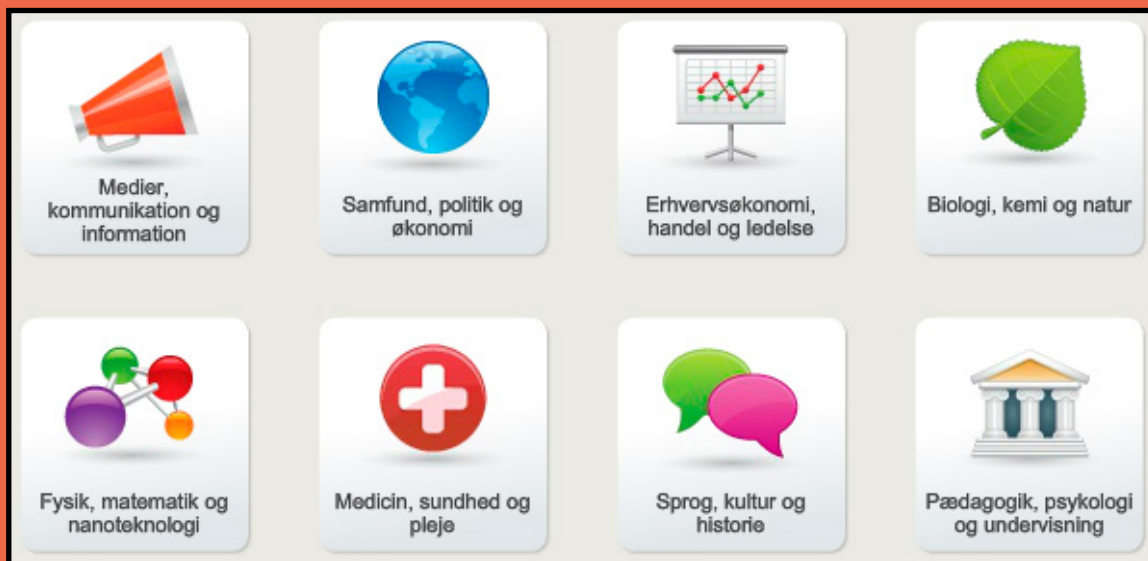 Medier,
kommunikation og
information
Samfund, politik og
økonomi
Erhvervsøkonomi,
handel og ledelse
Biologi, kemi og natur
Fysik, matematik og
nanoteknologi
Medicin, sundhed og
pleje
Sprog, kultur og
historie
Pædagogik, psykologi
og undervisning